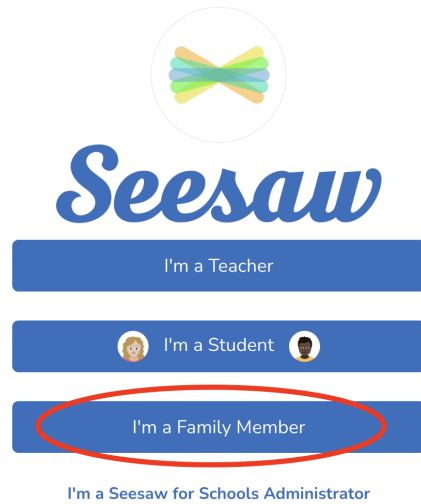 Seesaw
I'm a Teacher
I'm a Student
I'm a Family Member
I'm a Seesaw for Schools Administrator